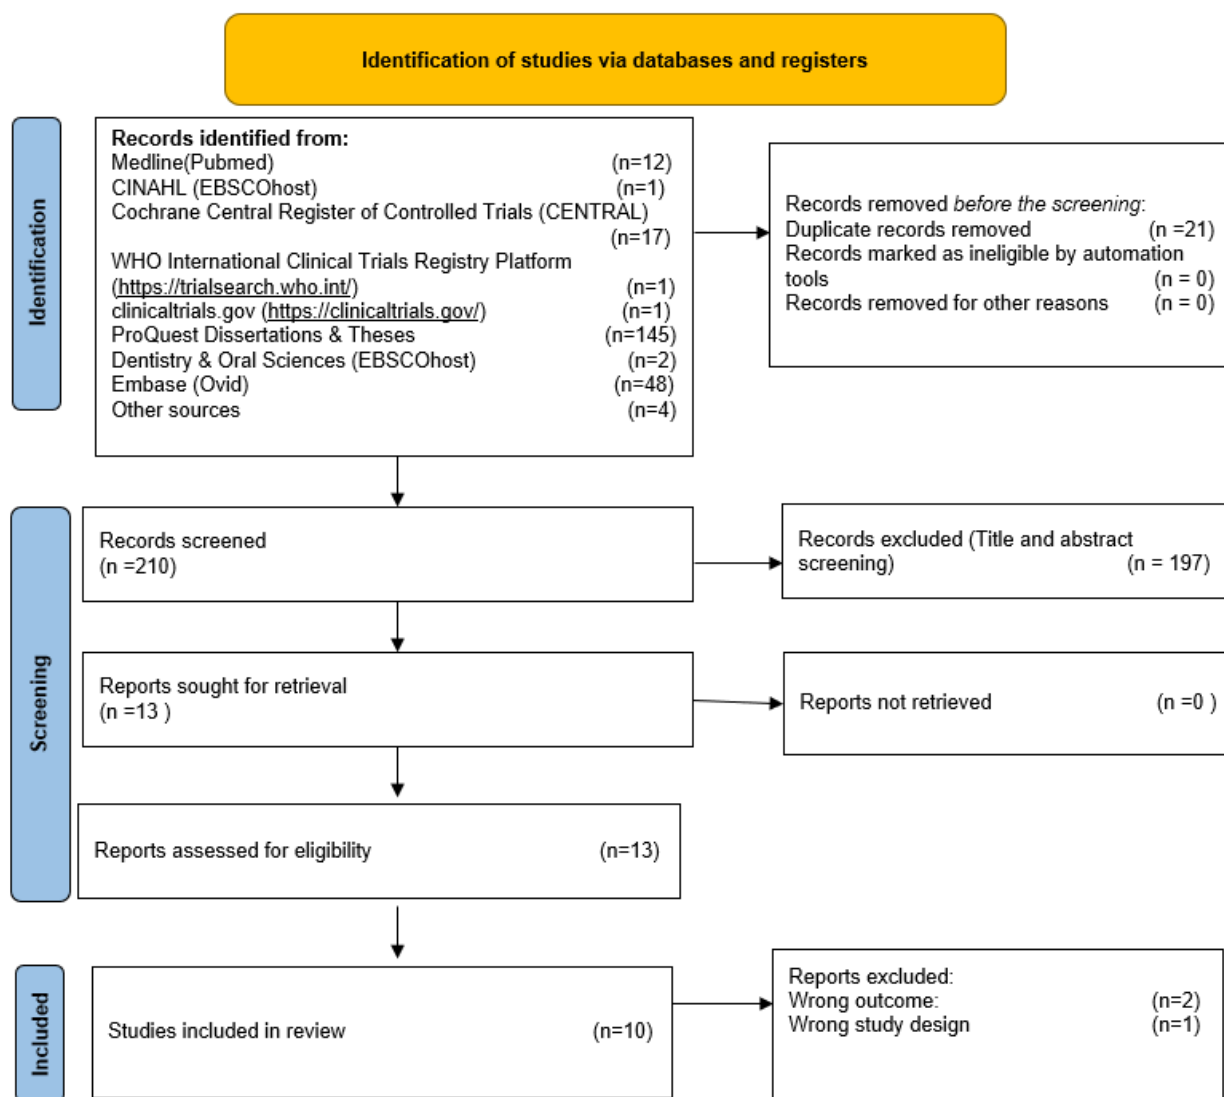 Identification of studies via databases and registers
Identification
Records identified from:
Medline(Pubmed) (n=12)
CINAHL (EBSCOhost) (n=1)
Cochrane Central Register of Controlled Trials (CENTRAL)
(n=17)
WHO International Clinical Trials Registry Platform
(https://trialsearch.who.int/) (n=1)
clinicaltrials.gov (https://clinicaltrials.gov/) (n=1)
ProQuest Dissertations & Theses (n=145)
Dentistry & Oral Sciences (EBSCOhost) (n=2)
Embase (Ovid) (n=48)
Other sources (n=4)
Records removed before the screening:
Duplicate records removed (n =21)
Records marked as ineligible by automation
tools (n = 0)
Records removed for other reasons (n = 0)
Screening
Records screened
(n =210)
Records excluded (Title and abstract
screening) (n = 197)
Reports sought for retrieval
(n =13 )
Reports not retrieved (n =0 )
Reports assessed for eligibility (n=13)
Included
Studies included in review (n=10)
Reports excluded:
Wrong outcome: (n=2)
Wrong study design (n=1)